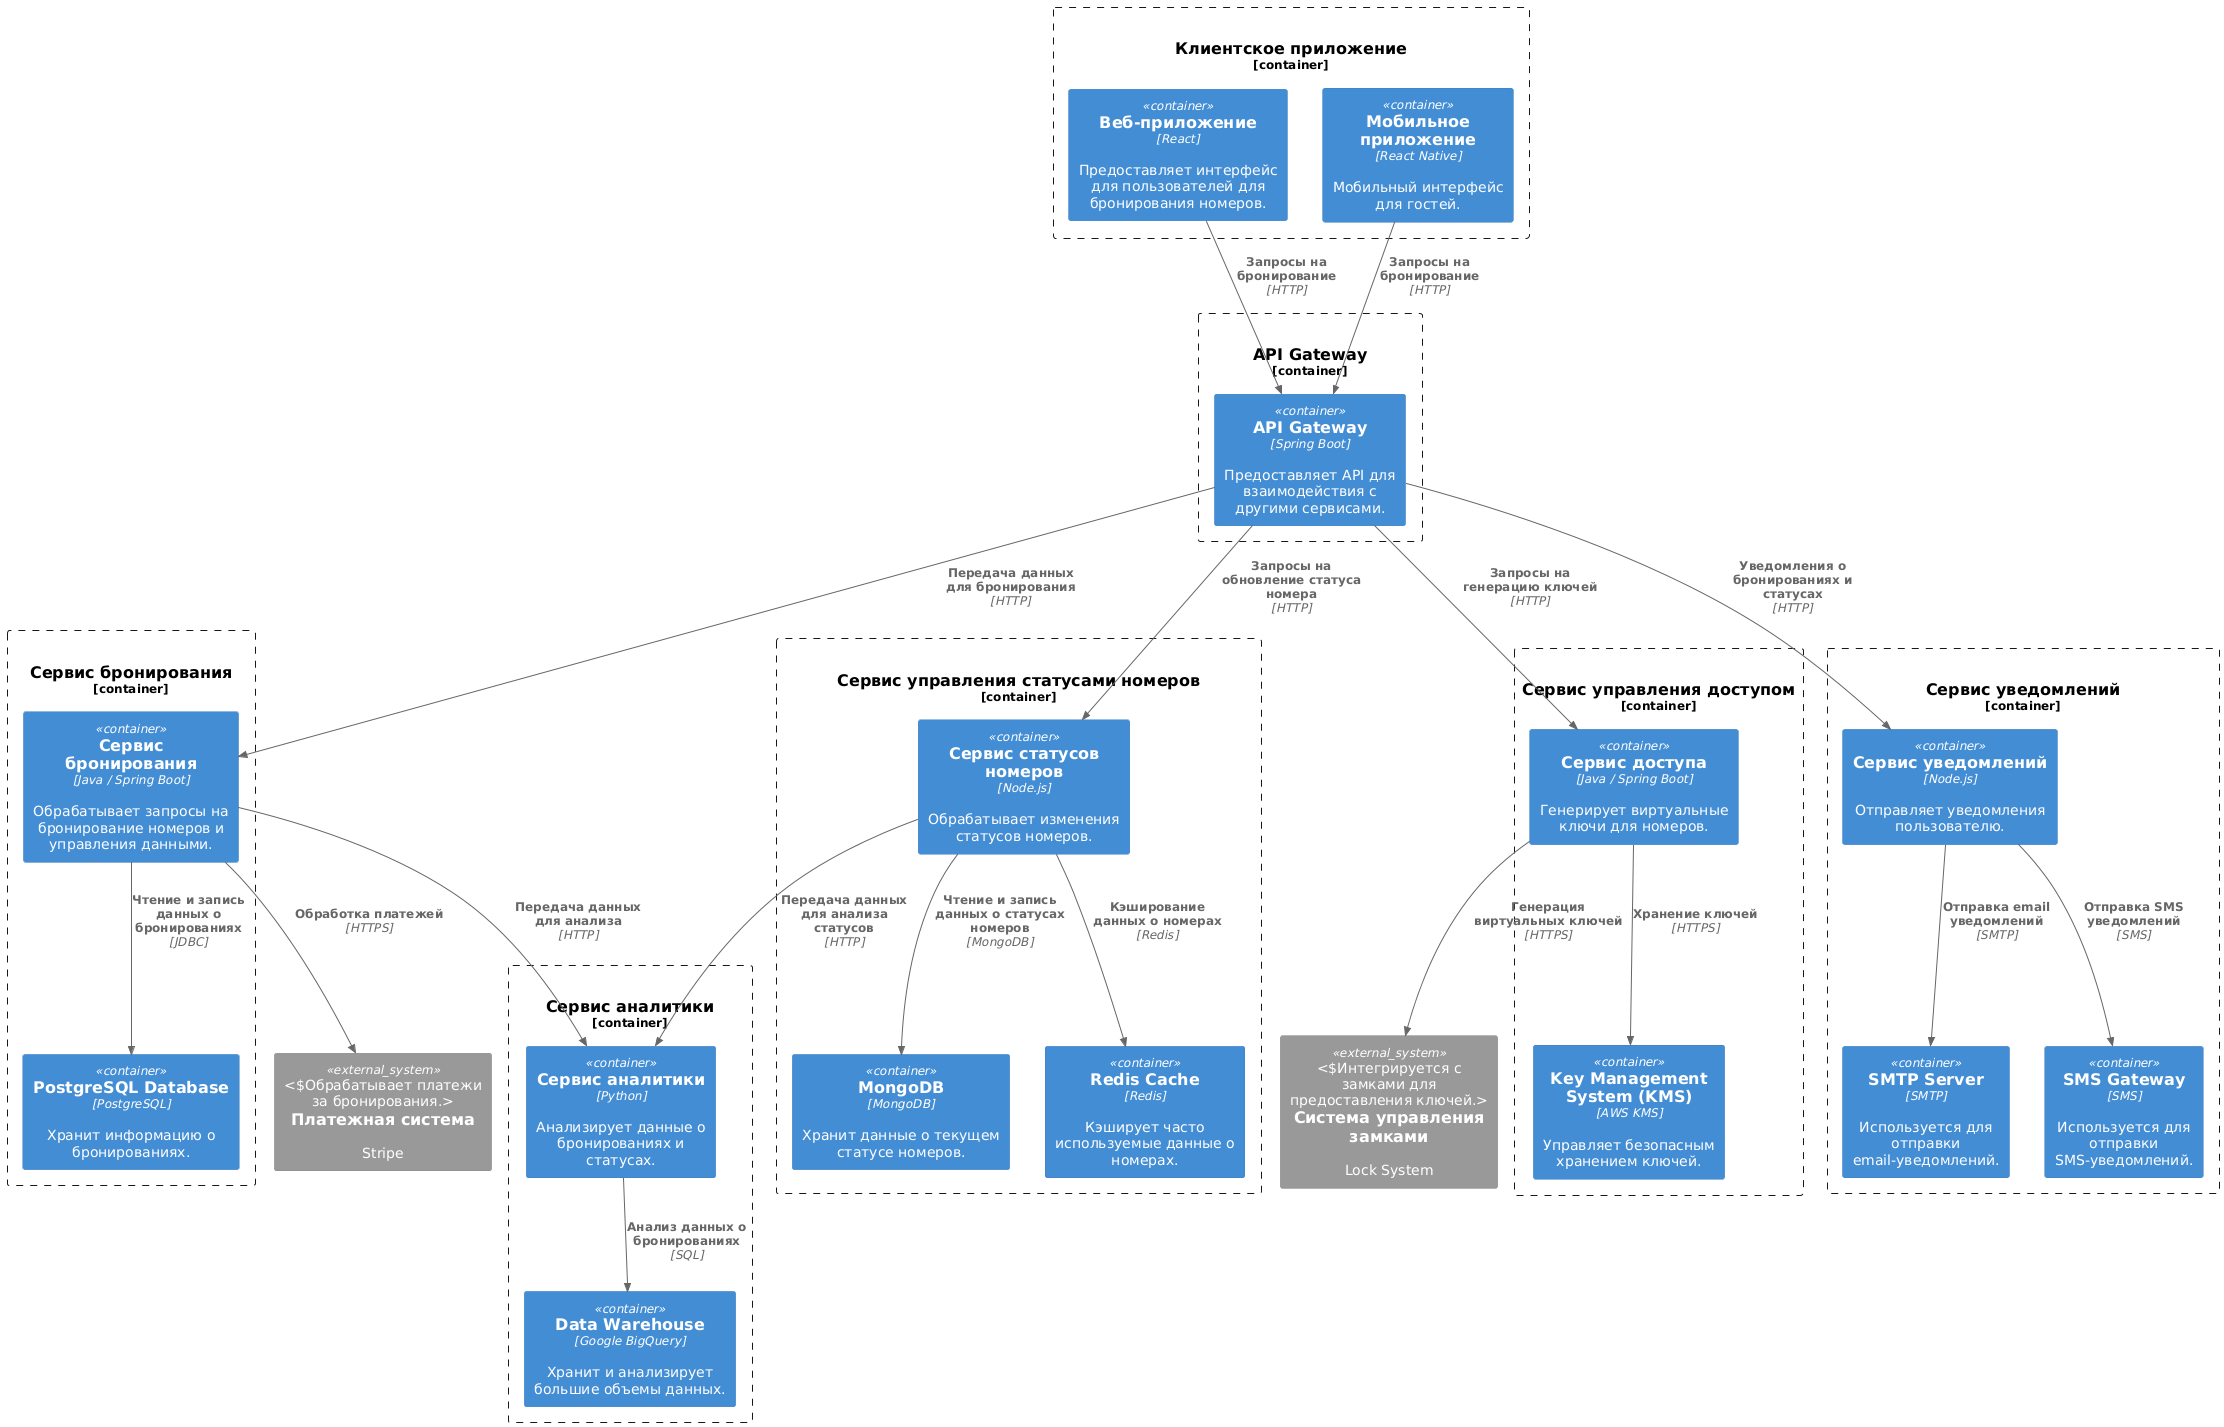 Клиентское приложение
[container]
«container»
Веб-приложение
[React]
Предоставляет интерфейс
для пользователей для
бронирования номеров.
«container»
Мобильное
приложение
[React Native]
Мобильный интерфейс
для гостей.
Запросы на
бронирование
[HTTP]
Запросы на
бронирование
[HTTP]
API Gateway
[container]
«container»
API Gateway
[Spring Boot]
Предоставляет API для
взаимодействия с
другими сервисами.
Передача данных
для бронирования
[HTTP]
Запросы на
обновление статуса
номера
[HTTP]
Запросы на
генерацию ключей
[HTTP]
Уведомления о
бронированиях и
статусах
[HTTP]
Сервис бронирования
[container]
«container»
Сервис
бронирования
[Java / Spring Boot]
Обрабатывает запросы на
бронирование номеров и
управления данными.
Сервис управления статусами номеров
[container]
«container»
Сервис статусов
номеров
[Node.js]
Обрабатывает изменения
статусов номеров.
Сервис управления доступом
[container]
«container»
Сервис доступа
[Java / Spring Boot]
Генерирует виртуальные
ключи для номеров.
Сервис уведомлений
[container]
«container»
Сервис уведомлений
[Node.js]
Отправляет уведомления
пользователю.
Чтение и запись
данных о
бронированиях
[JDBC]
Обработка платежей
[HTTPS]
Передача данных
для анализа
[HTTP]
Передача данных
для анализа
статусов
[HTTP]
Чтение и запись
данных о статусах
номеров
[MongoDB]
Кэширование
данных о номерах
[Redis]
Генерация
виртуальных ключей
[HTTPS]
Хранение ключей
[HTTPS]
Отправка email
уведомлений
[SMTP]
Отправка SMS
уведомлений
[SMS]
«container»
PostgreSQL Database
[PostgreSQL]
Хранит информацию о
бронированиях.
«external_system»
<$Обрабатывает платежи
за бронирования.>
Платежная система
Stripe
Сервис аналитики
[container]
«container»
Сервис аналитики
[Python]
Анализирует данные о
бронированиях и
статусах.
«container»
MongoDB
[MongoDB]
Хранит данные о текущем
статусе номеров.
«container»
Redis Cache
[Redis]
Кэширует часто
используемые данные о
номерах.
«external_system»
<$Интегрируется с
замками для
предоставления ключей.>
Система управления
замками
Lock System
«container»
Key Management
System (KMS)
[AWS KMS]
Управляет безопасным
хранением ключей.
«container»
SMTP Server
[SMTP]
Используется для
отправки
email-уведомлений.
«container»
SMS Gateway
[SMS]
Используется для
отправки
SMS-уведомлений.
Анализ данных о
бронированиях
[SQL]
«container»
Data Warehouse
[Google BigQuery]
Хранит и анализирует
большие объемы данных.